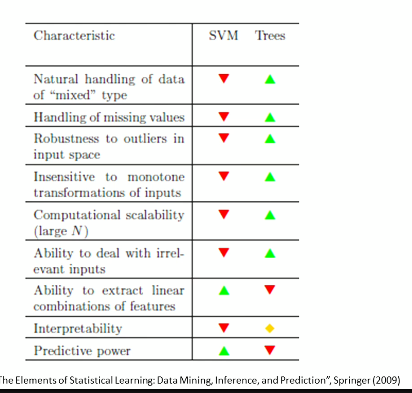 Characteristic SVM Trees
Natural handling of data
of “mixed” type
Handling of missing values
Robustness to outliers in
input space
Insensitive to monotone
transformations of inputs
Computational scalability
(large N)
Ability to deal with irrel-
evant inputs
Ability to extract linear
combinations of features
Interpretability
Predictive power
The Elements of Statistical Learning: Data Mining, Inference, and Prediction”, Springer (2009)